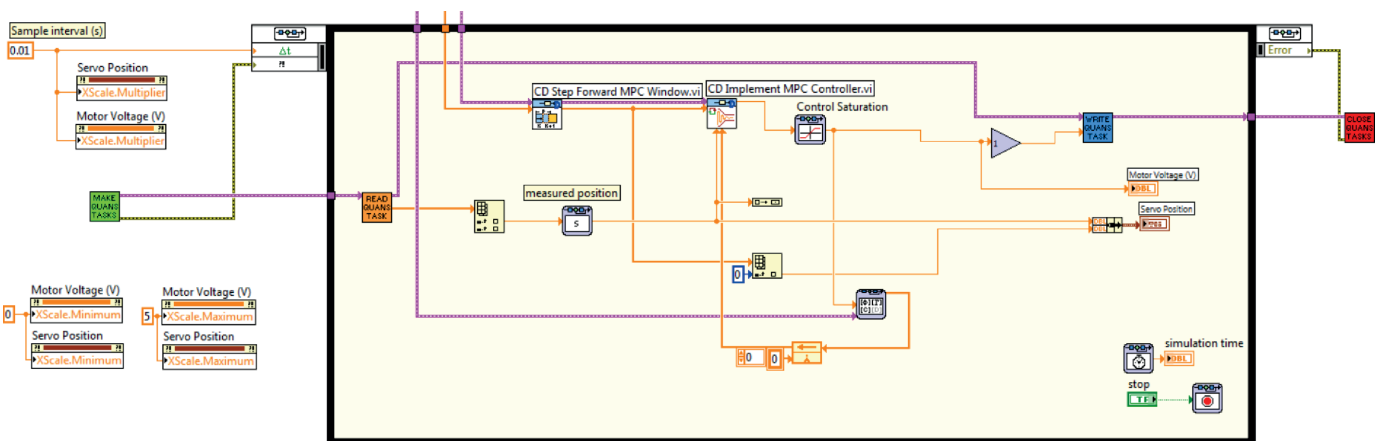 Sample interval (s)
0.01
Servo Position
XScale.Multiplier
Motor Voltage (V)
XScale.Multiplier
Δt
Error
MAKE
QUANS
TASKS
READ
QUANS
TASK
CD Step Forward MPC Window.vi
CD Implement MPC Controller.vi
Control Saturation
1
WRITE
QUANS
TASK
CLOSE
QUANS
TASKS
measured position
s
Motor Voltage (V)
DBL
Servo Position
DBL
DBL
0
0
0
Motor Voltage (V)
0
XScale.Minimum
Servo Position
XScale.Minimum
Motor Voltage (V)
5
XScale.Maximum
Servo Position
XScale.Maximum
simulation time
DBL
stop
TF